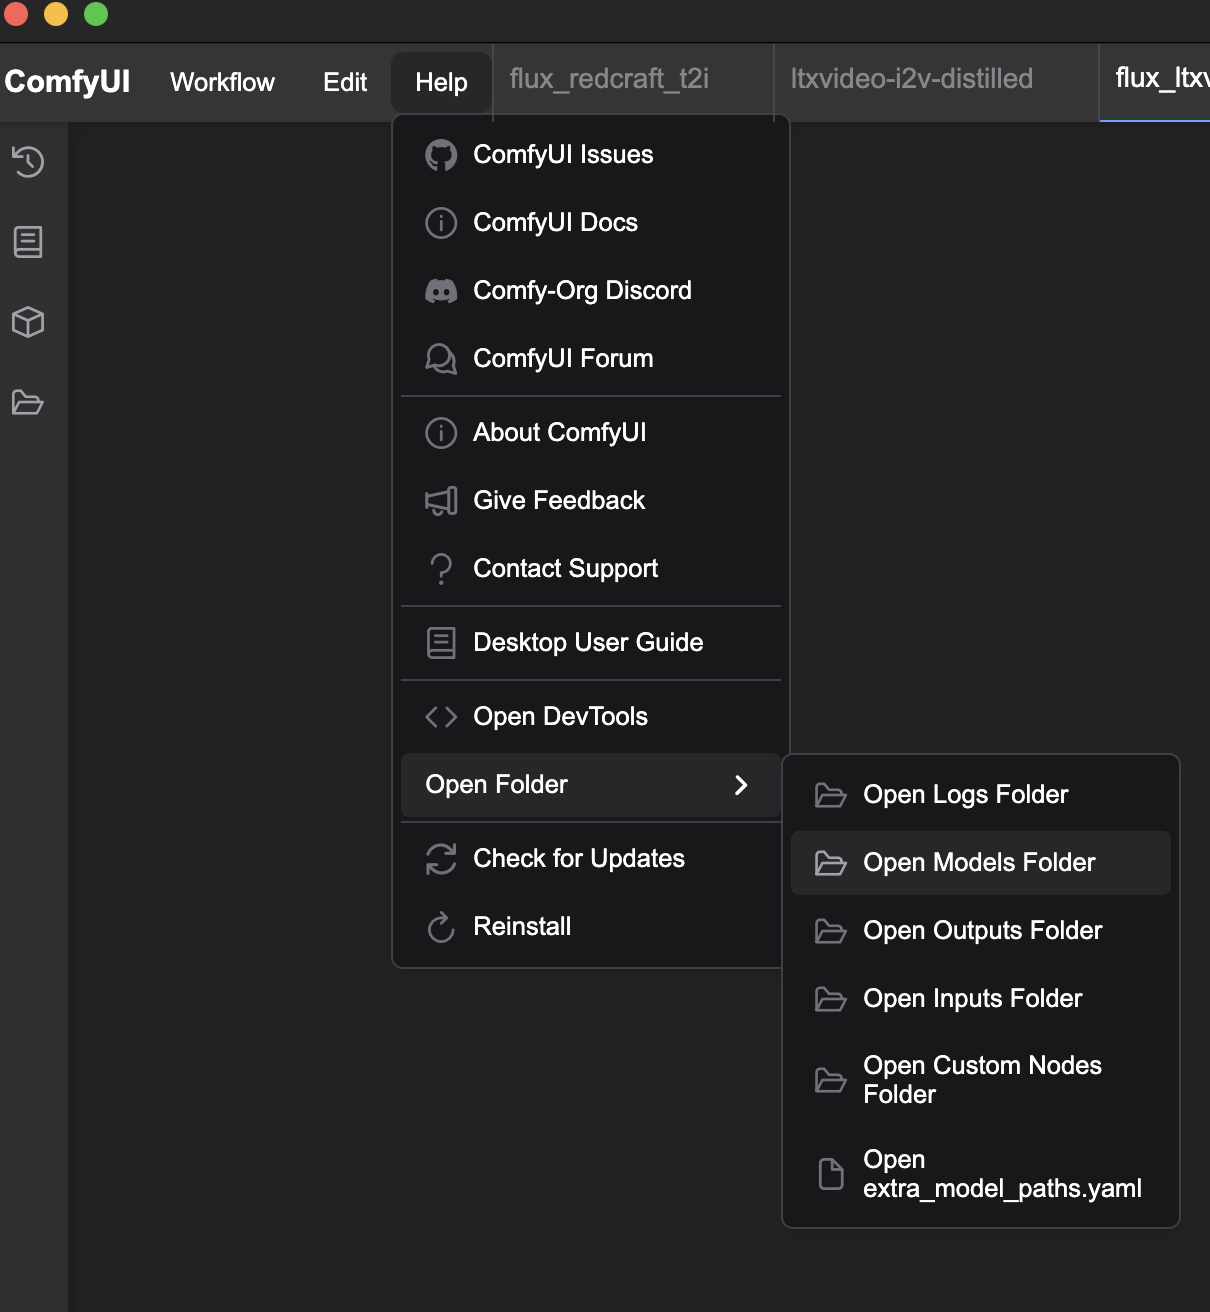 ComfyUI Workflow Edit Help flux_redcraft_t2i ltxvideo-i2v-distilled flux_ltxv
ComfyUI Issues
ComfyUI Docs
Comfy-Org Discord
ComfyUI Forum
About ComfyUI
Give Feedback
Contact Support
Desktop User Guide
Open DevTools
Open Folder
Check for Updates
Reinstall
Open Logs Folder
Open Models Folder
Open Outputs Folder
Open Inputs Folder
Open Custom Nodes
Folder
Open
extra_model_paths.yaml